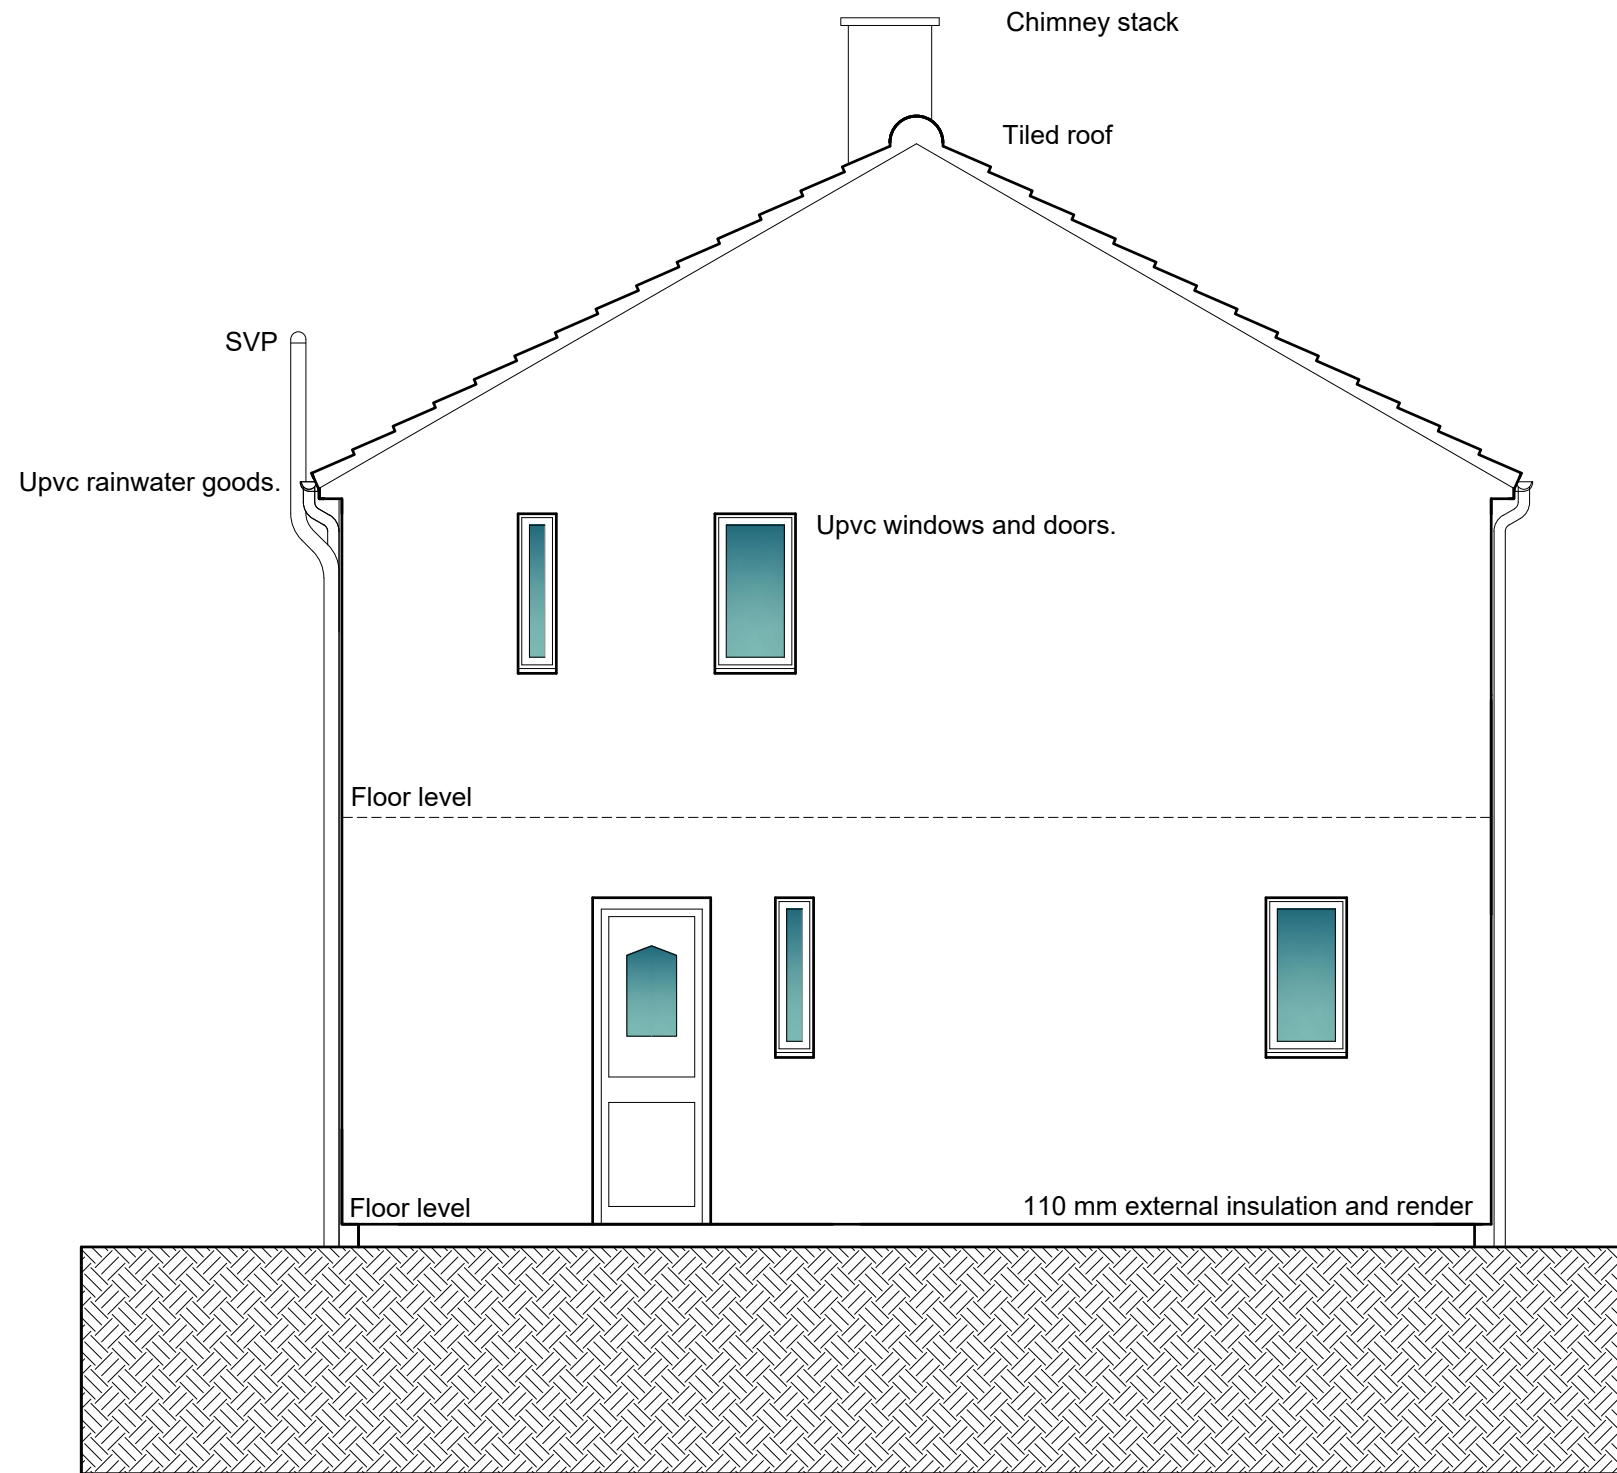 Chimney stack
Tiled roof
SVP
Upvc rainwater goods.
Upvc windows and doors.
Floor level
Floor level
110 mm external insulation and render